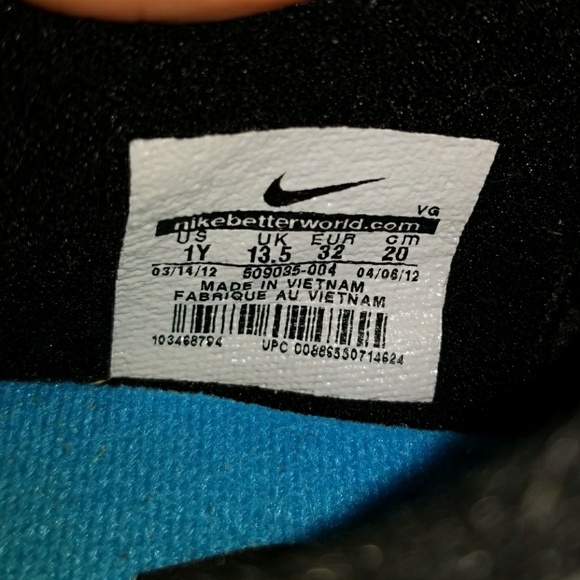 VG
nikebetterworld.com
US UK EUR cm
1Y 13.5 32 20
03/14/12 509035-004 04/06/12
MADE IN VIETNAM
FABRIQUE AU VIETNAM
103468794 UPC 00886550714624